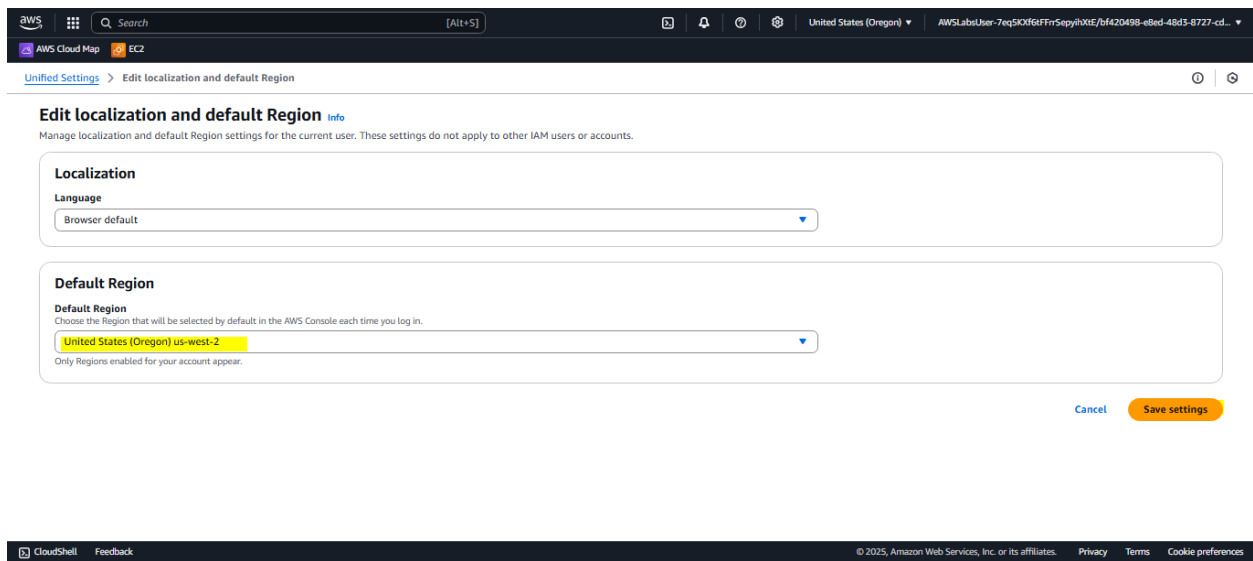 aws
Search [Alt+S] United States (Oregon) ▼ AWSLabsUser-7eq5KXf6tFFrrSepyihXtE/bf420498-e8ed-48d3-8727-cd... ▼
AWS Cloud Map EC2
Unified Settings > Edit localization and default Region
Edit localization and default Region Info
Manage localization and default Region settings for the current user. These settings do not apply to other IAM users or accounts.
Localization
Language
Browser default
Default Region
Default Region
Choose the Region that will be selected by default in the AWS Console each time you log in.
United States (Oregon) us-west-2
Only Regions enabled for your account appear.
Cancel Save settings
CloudShell Feedback © 2025, Amazon Web Services, Inc. or its affiliates. Privacy Terms Cookie preferences